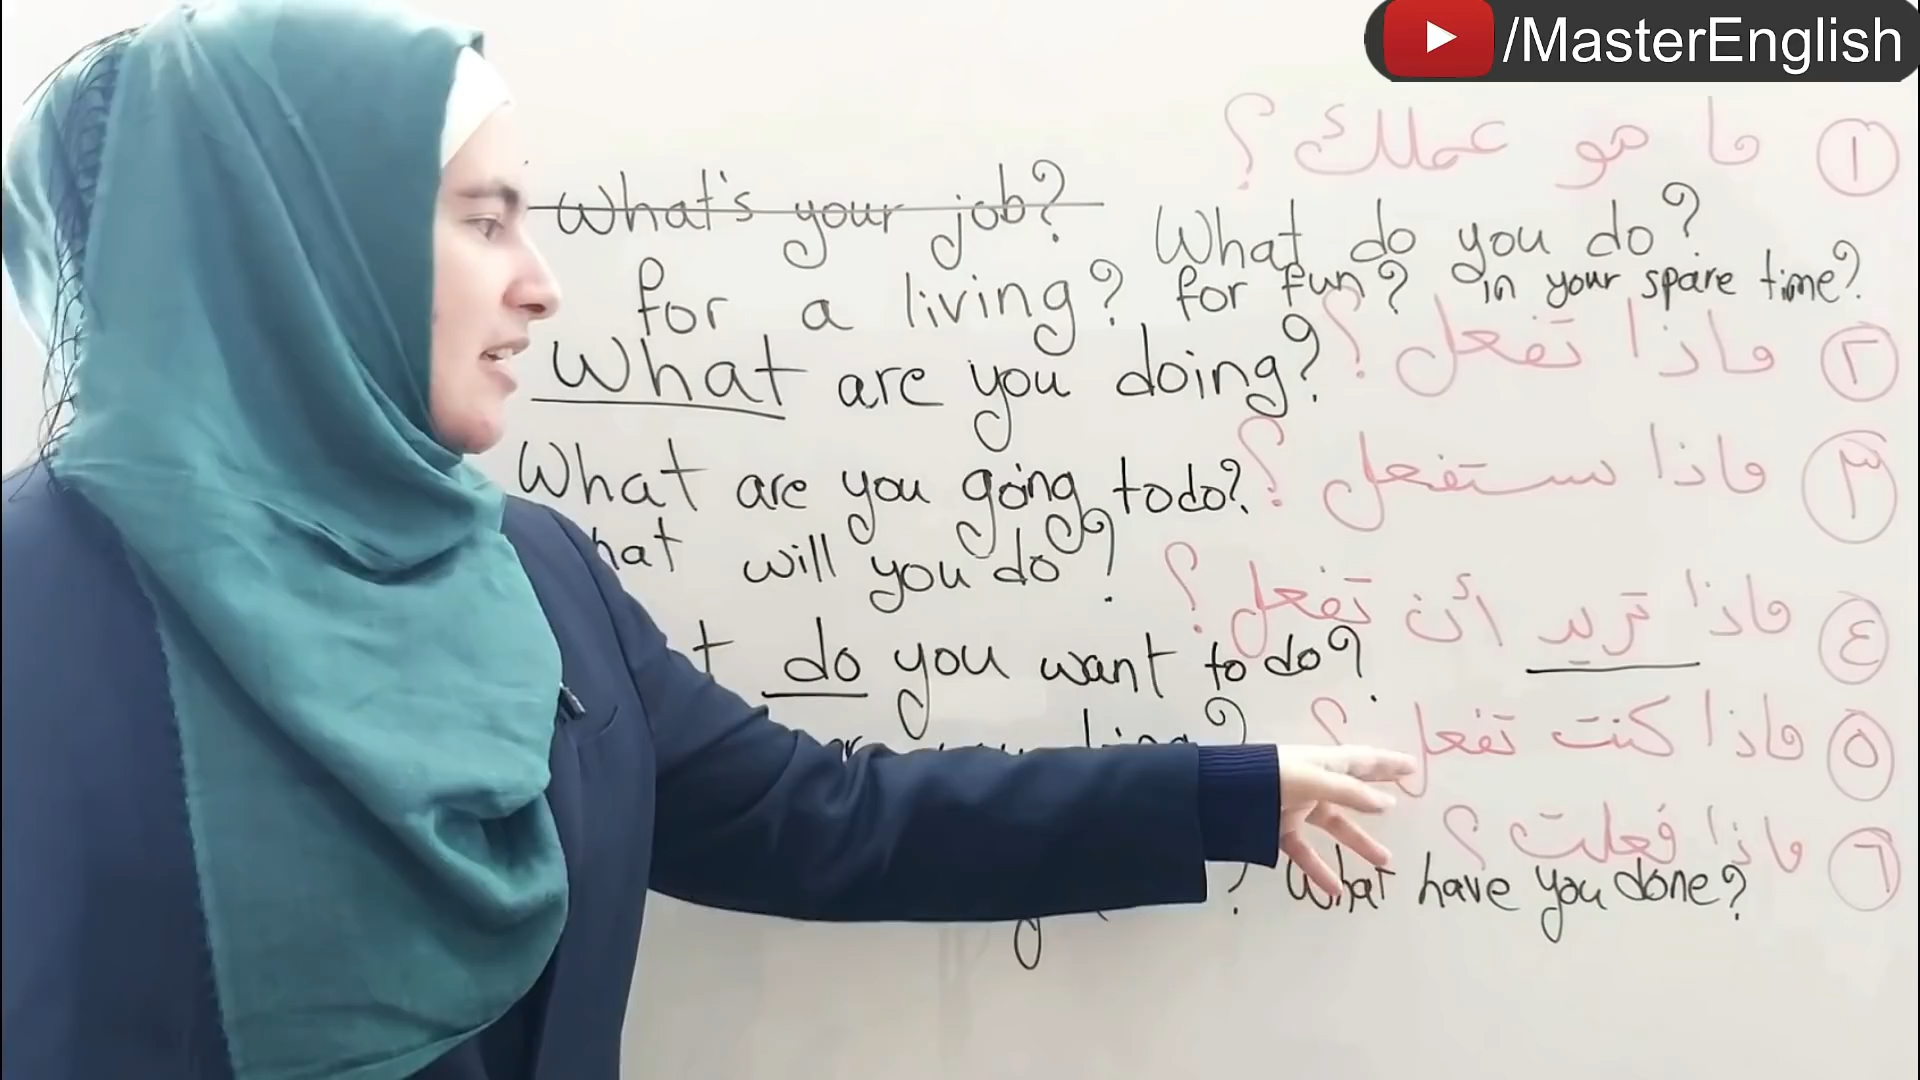 /MasterEnglish
١ ما هو عملك؟
What's your job? What do you do?
for a living? for fun? in your spare time?
٢ ماذا تفعل؟
What are you doing?
٣ ماذا ستفعل؟
What are you going to do?
will you do?
٤ ماذا تريد أن تفعل؟
do you want to do?
٥ ماذا كنت تفعل؟
٦ ماذا فعلت؟
What have you done?